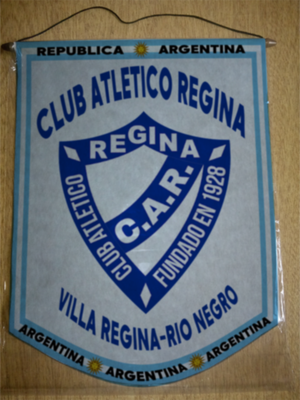 REPUBLICA ARGENTINA
CLUB ATLETICO REGINA
REGINA
C.A.R.
CLUB ATLETICO
FUNDADO EN 1928
VILLA REGINA-RIO NEGRO
ARGENTINA ARGENTINA ARGENTINA